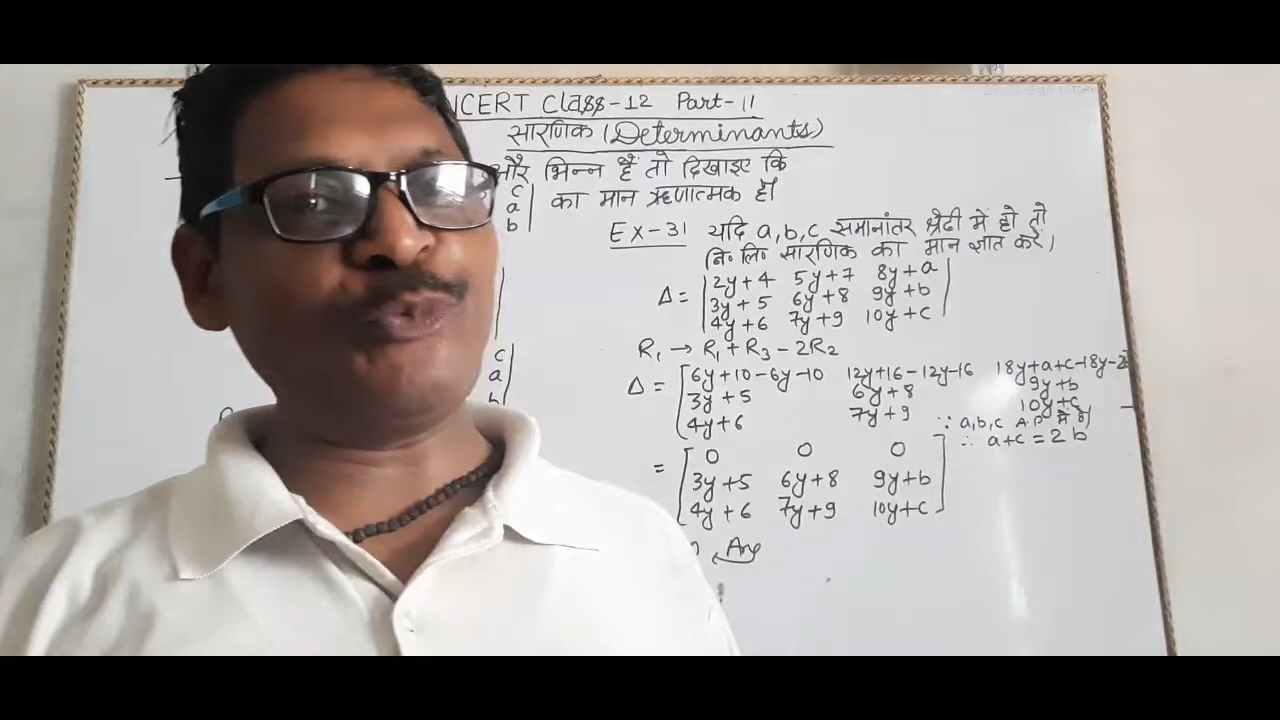 NCERT Class-12 Part-11
सारणिक (Determinants)
और भिन्न हैं तो दिखाइए कि
c
a
b
का मान ऋणात्मक है।
Ex-31 यदि a,b,c समानांतर श्रेढी में हो तो
नि० लि० सारणिक का मान ज्ञात करें।
Δ = | 2y+4 5y+7 8y+a |
3y+5 6y+8 9y+b
4y+6 7y+9 10y+c
R₁ → R₁ + R₃ - 2R₂
c
a
b
Δ = [ 6y+10-6y-10 12y+16-12y-16 18y+a+c-18y-2b
3y+5 6y+8 9y+b
4y+6 7y+9 10y+c
∵ a,b,c A.P में है
∴ a+c = 2b
= [ 0 0 0 ]
3y+5 6y+8 9y+b
4y+6 7y+9 10y+c
Ans